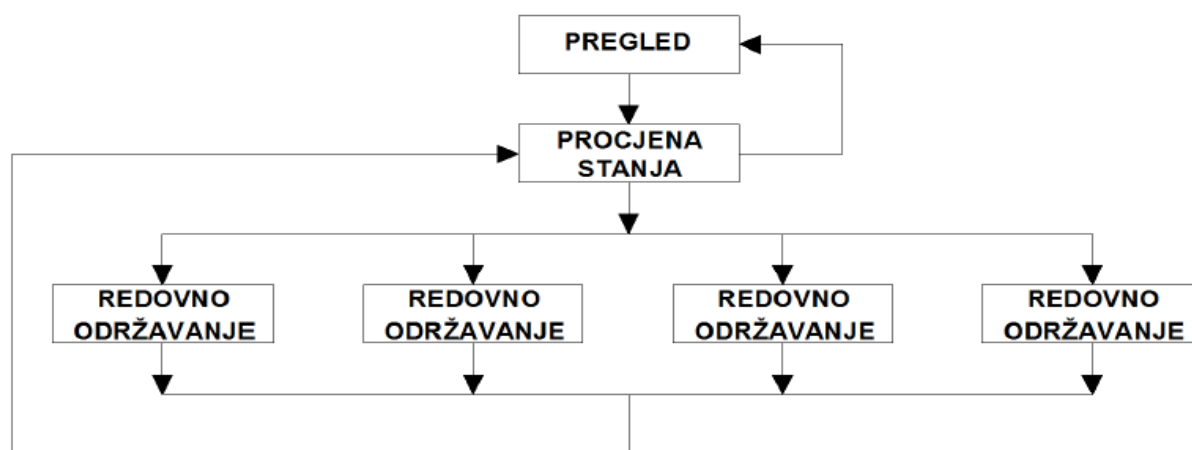 PREGLED
PROCJENA
STANJA
REDOVNO
ODRŽAVANJE
REDOVNO
ODRŽAVANJE
REDOVNO
ODRŽAVANJE
REDOVNO
ODRŽAVANJE